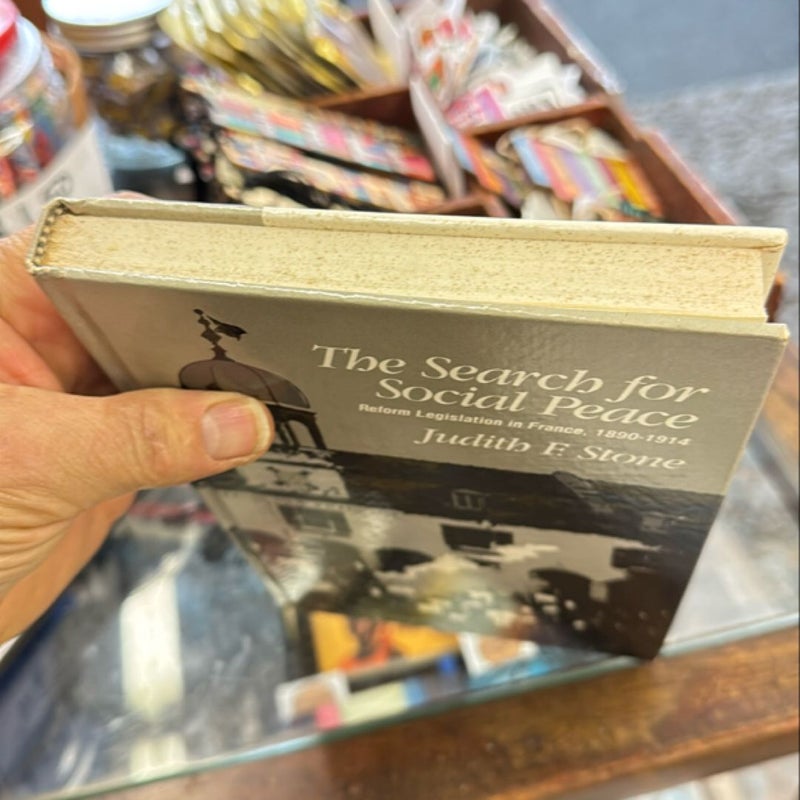 The Search for
Social Peace
Reform Legislation in France, 1890-1914
Judith F. Stone